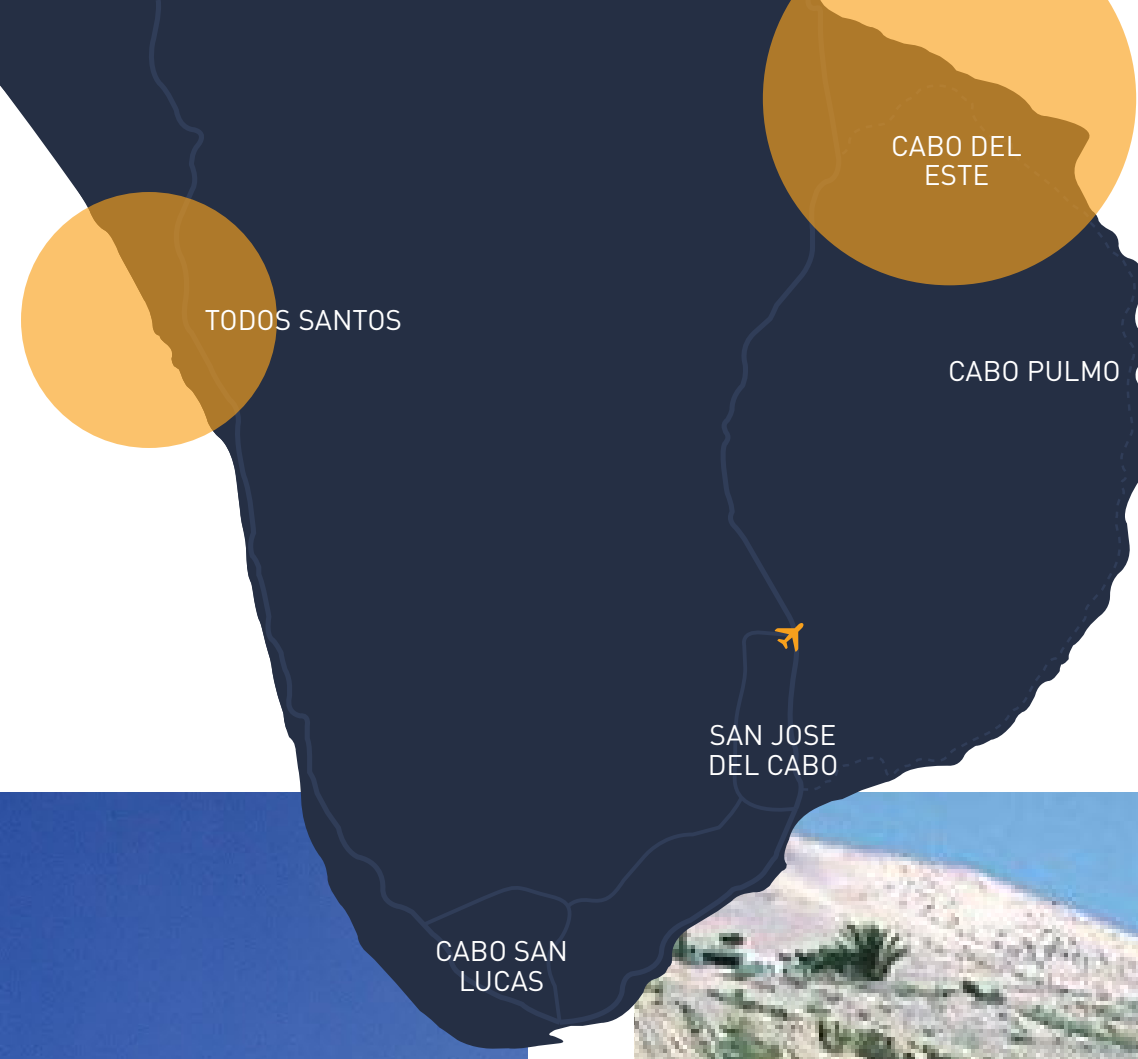 CABO DEL
ESTE
TODOS SANTOS
CABO PULMO
SAN JOSE
DEL CABO
CABO SAN
LUCAS